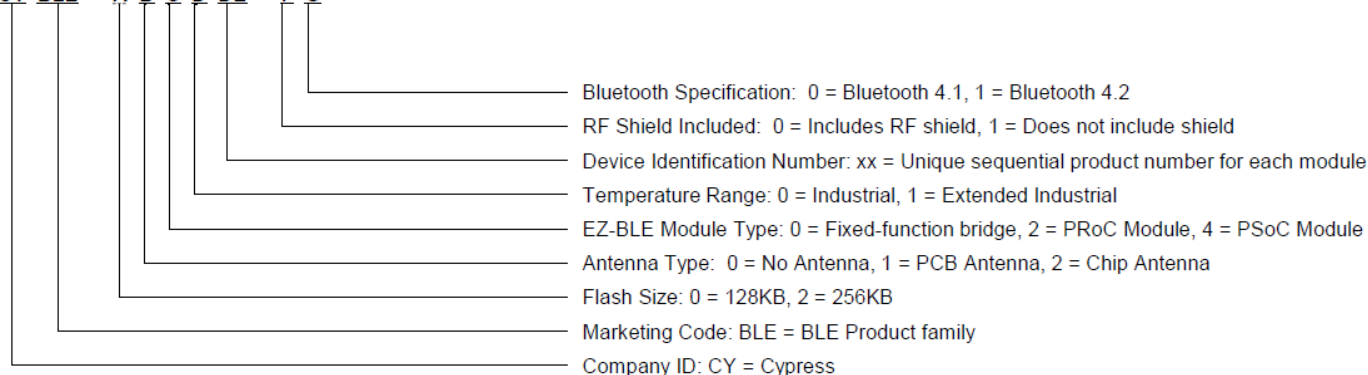 Bluetooth Specification: 0 = Bluetooth 4.1, 1 = Bluetooth 4.2
RF Shield Included: 0 = Includes RF shield, 1 = Does not include shield
Device Identification Number: xx = Unique sequential product number for each module
Temperature Range: 0 = Industrial, 1 = Extended Industrial
EZ-BLE Module Type: 0 = Fixed-function bridge, 2 = PRoC Module, 4 = PSoC Module
Antenna Type: 0 = No Antenna, 1 = PCB Antenna, 2 = Chip Antenna
Flash Size: 0 = 128KB, 2 = 256KB
Marketing Code: BLE = BLE Product family
Company ID: CY = Cypress